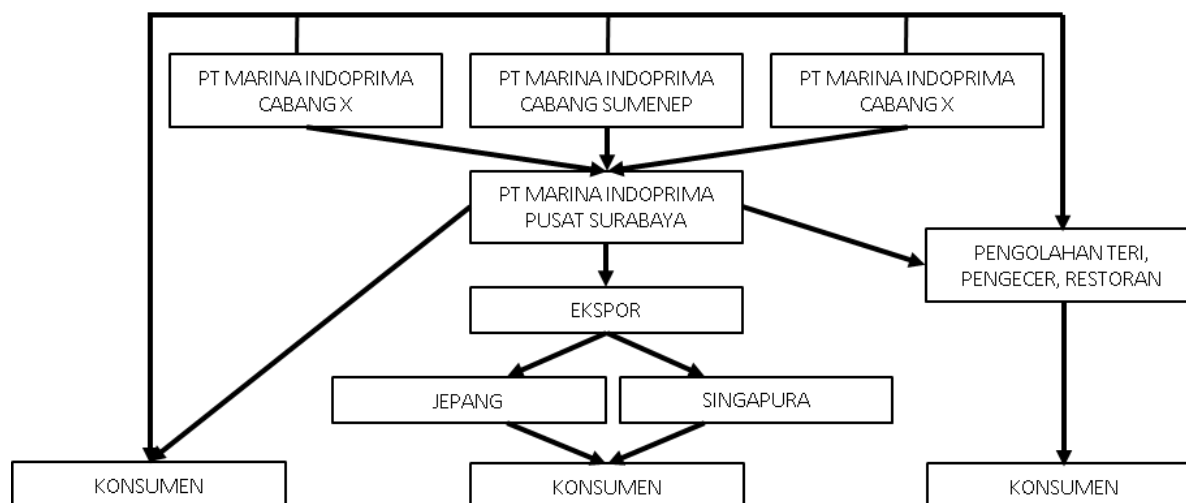 PT MARINA INDOPRIMA
CABANG X
PT MARINA INDOPRIMA
CABANG SUMENEP
PT MARINA INDOPRIMA
CABANG X
PT MARINA INDOPRIMA
PUSAT SURABAYA
PENGOLAHAN TERI,
PENGECER, RESTORAN
EKSPOR
JEPANG
SINGAPURA
KONSUMEN
KONSUMEN
KONSUMEN